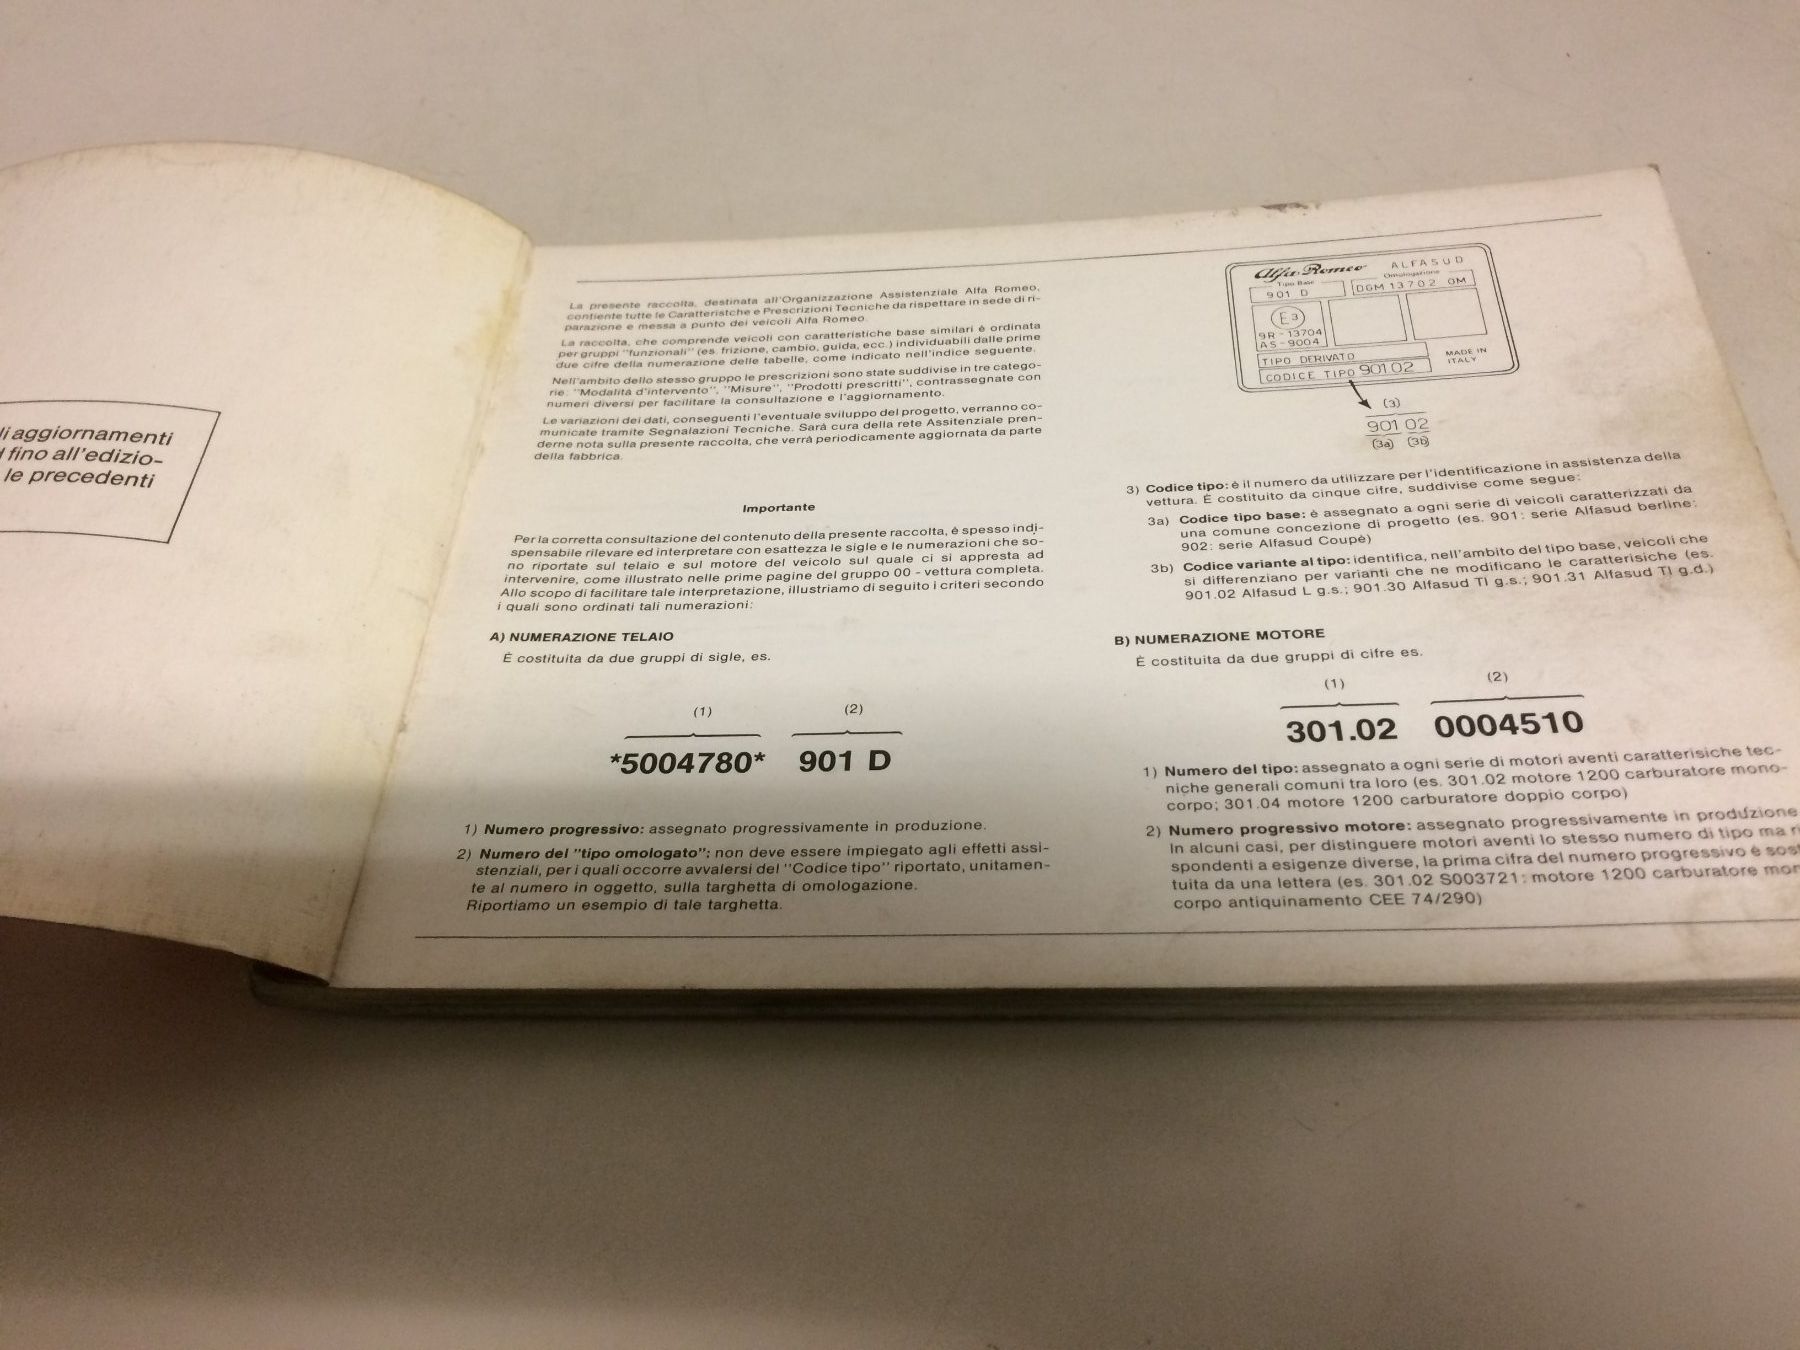 li aggiornamenti
fino all'edizio-
le precedenti
La presente raccolta, destinata all'Organizzazione Assistenziale Alfa Romeo,
contiente tutte le Caratteristche e Prescrizioni Tecniche da rispettare in sede di ri-
parazione e messa a punto dei veicoli Alfa Romeo.
La raccolta, che comprende veicoli con caratteristiche base similari è ordinata
per gruppi "funzionali" (es. frizione, cambio, guida, ecc.) individuabili dalle prime
due cifre della numerazione delle tabelle, come indicato nell'indice seguente.
Nell'ambito dello stesso gruppo le prescrizioni sono state suddivise in tre catego-
rie: "Modalità d'intervento", "Misure", "Prodotti prescritti", contrassegnate con
numeri diversi per facilitare la consultazione e l'aggiornamento.
Le variazioni dei dati, conseguenti l'eventuale sviluppo del progetto, verranno co-
municate tramite Segnalazioni Tecniche. Sarà cura della rete Assitenziale pren-
derne nota sulla presente raccolta, che verrà periodicamente aggiornata da parte
della fabbrica.
Importante
Per la corretta consultazione del contenuto della presente raccolta, è spesso indi-
spensabile rilevare ed interpretare con esattezza le sigle e le numerazioni che so-
no riportate sul telaio e sul motore del veicolo sul quale ci si appresta ad
intervenire, come illustrato nelle prime pagine del gruppo 00 - vettura completa.
Allo scopo di facilitare tale interpretazione, illustriamo di seguito i criteri secondo
i quali sono ordinati tali numerazioni:
A) NUMERAZIONE TELAIO
È costituita da due gruppi di sigle, es.
(1) (2)
*5004780* 901 D
1) Numero progressivo: assegnato progressivamente in produzione.
2) Numero del "tipo omologato"; non deve essere impiegato agli effetti assi-
stenziali, per i quali occorre avvalersi del "Codice tipo" riportato, unitamen-
te al numero in oggetto, sulla targhetta di omologazione.
Riportiamo un esempio di tale targhetta.
Alfa Romeo ALFASUD
Tipo Base Omologazione
901 D DGM 13702 OM
E3
9R-13704
AS-9004
TIPO DERIVATO
CODICE TIPO 901 02
MADE IN
ITALY
(3)
901 02
(3a) (3b)
3) Codice tipo: è il numero da utilizzare per l'identificazione in assistenza della
vettura. È costituito da cinque cifre, suddivise come segue:
3a) Codice tipo base: è assegnato a ogni serie di veicoli caratterizzati da
una comune concezione di progetto (es. 901: serie Alfasud berline:
902: serie Alfasud Coupé)
3b) Codice variante al tipo: identifica, nell'ambito del tipo base, veicoli che
si differenziano per varianti che ne modificano le caratterisiche (es.
901.02 Alfasud L g.s.; 901.30 Alfasud TI g.s.; 901.31 Alfasud TI g.d.)
B) NUMERAZIONE MOTORE
È costituita da due gruppi di cifre es.
(1) (2)
301.02 0004510
1) Numero del tipo: assegnato a ogni serie di motori aventi caratterisiche tec-
niche generali comuni tra loro (es. 301.02 motore 1200 carburatore mono-
corpo; 301.04 motore 1200 carburatore doppio corpo)
2) Numero progressivo motore: assegnato progressivamente in produzione
In alcuni casi, per distinguere motori aventi lo stesso numero di tipo ma ri
spondenti a esigenze diverse, la prima cifra del numero progressivo è sost
tuita da una lettera (es. 301.02 S003721: motore 1200 carburatore mon
corpo antiquinamento CEE 74/290)